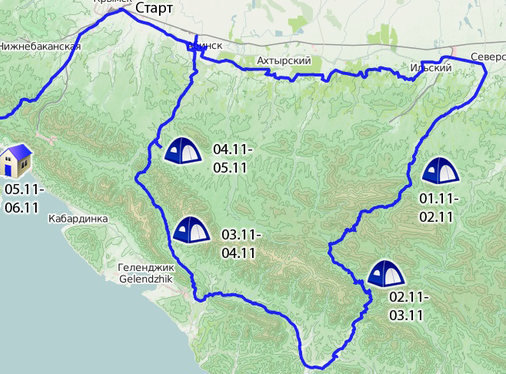 Старт
Нижнебаканская
Ахтырский
Ильский
04.11-
05.11
01.11-
02.11
05.11-
06.11
Кабардинка
03.11-
04.11
Геленджик
Gelendzhik
02.11-
03.11